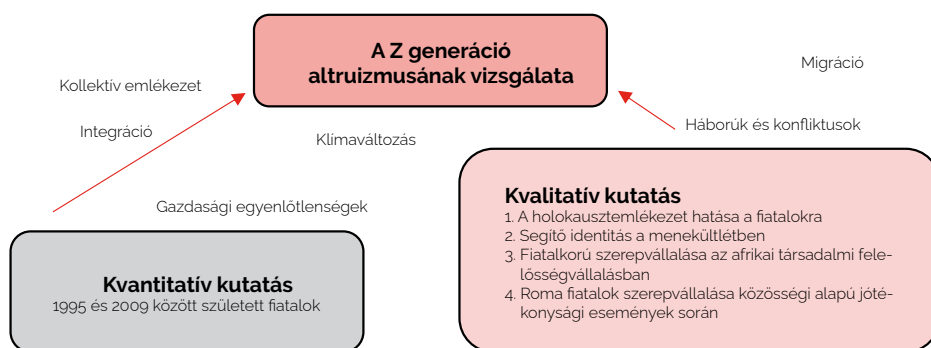 A Z generáció
altruizmusának vizsgálata
Migráció
Kollektív emlékezet
Integráció
Klímaváltozás
Háborúk és konfliktusok
Gazdasági egyenlőtlenségek
Kvantitatív kutatás
1995 és 2009 között született fiatalok
Kvalitatív kutatás
1. A holokausztemlékezet hatása a fiatalokra
2. Segítő identitás a menekültlétben
3. Fiatalkorú szerepvállalása az afrikai társadalmi fele-
lősségvállalásban
4. Roma fiatalok szerepvállalása közösségi alapú jóté-
konysági események során